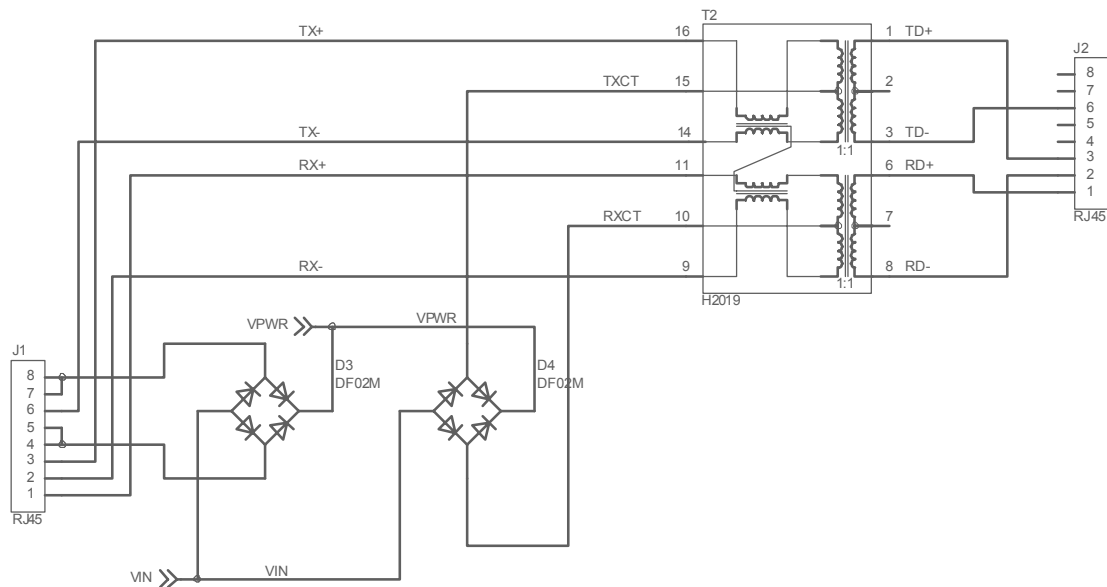 T2
TX+ 16 1 TD+
J2
8
TXCT 15 2
7
6
5
TX- 14 3 TD-
4
1:1
3
RX+ 11 6 RD+
2
1
RXCT 10 7
RJ45
RX- 9 8 RD-
1:1
H2019
VPWR VPWR
J1
D3 D4
DF02M DF02M
8
7
6
5
4
3
2
1
RJ45
VIN VIN